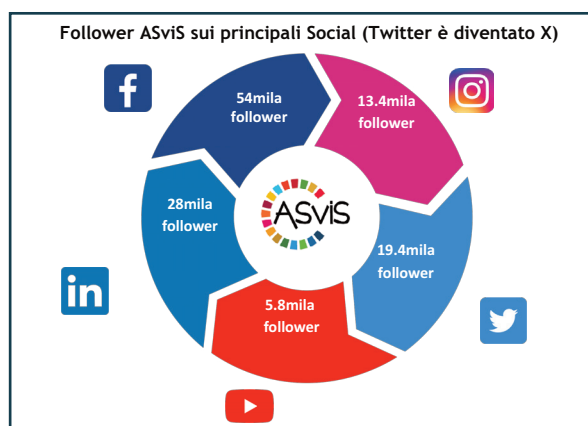 Follower ASviS sui principali Social (Twitter è diventato X)
54mila
follower
13.4mila
follower
28mila
follower
ASviS
19.4mila
follower
5.8mila
follower
in
f